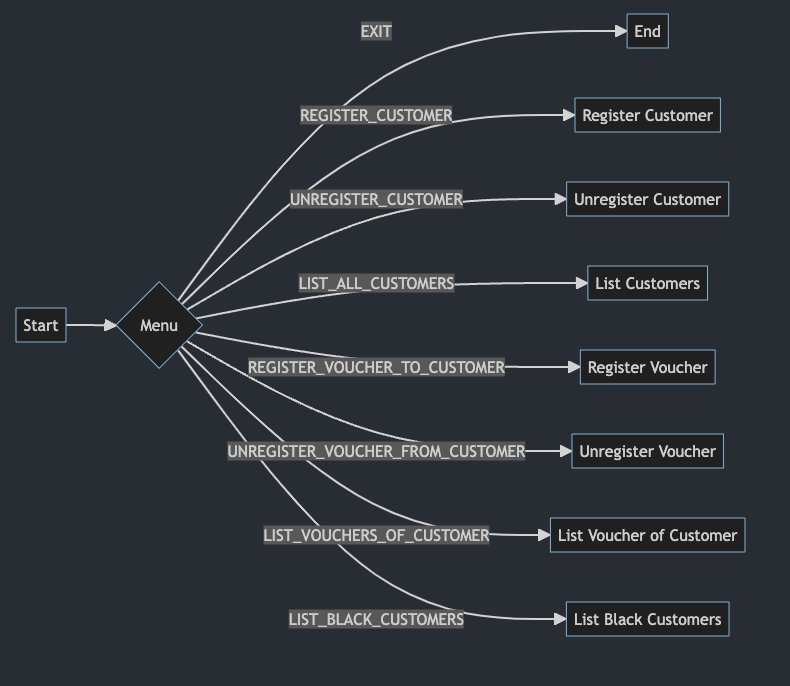 EXIT
End
REGISTER_CUSTOMER
Register Customer
UNREGISTER_CUSTOMER
Unregister Customer
LIST_ALL_CUSTOMERS
List Customers
Start
Menu
REGISTER_VOUCHER_TO_CUSTOMER
Register Voucher
UNREGISTER_VOUCHER_FROM_CUSTOMER
Unregister Voucher
LIST_VOUCHERS_OF_CUSTOMER
List Voucher of Customer
LIST_BLACK_CUSTOMERS
List Black Customers